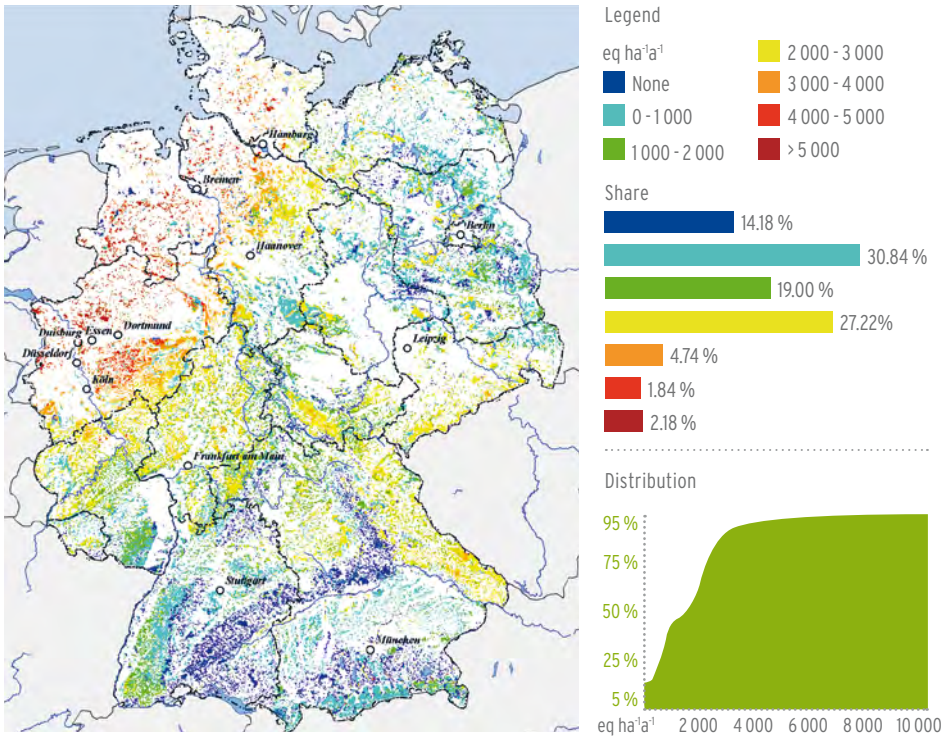 Hamburg
Bremen
Berlin
Hannover
Duisburg Essen Dortmund
Düsseldorf
Leipzig
Köln
Frankfurt am Main
Stuttgart
München
Legend
eq ha⁻¹a⁻¹
None
0 - 1 000
1 000 - 2 000
2 000 - 3 000
3 000 - 4 000
4 000 - 5 000
> 5 000
Share
14.18 %
30.84 %
19.00 %
27.22%
4.74 %
1.84 %
2.18 %
Distribution
95 %
75 %
50 %
25 %
5 %
eq ha⁻¹a⁻¹ 2 000 4 000 6 000 8 000 10 000